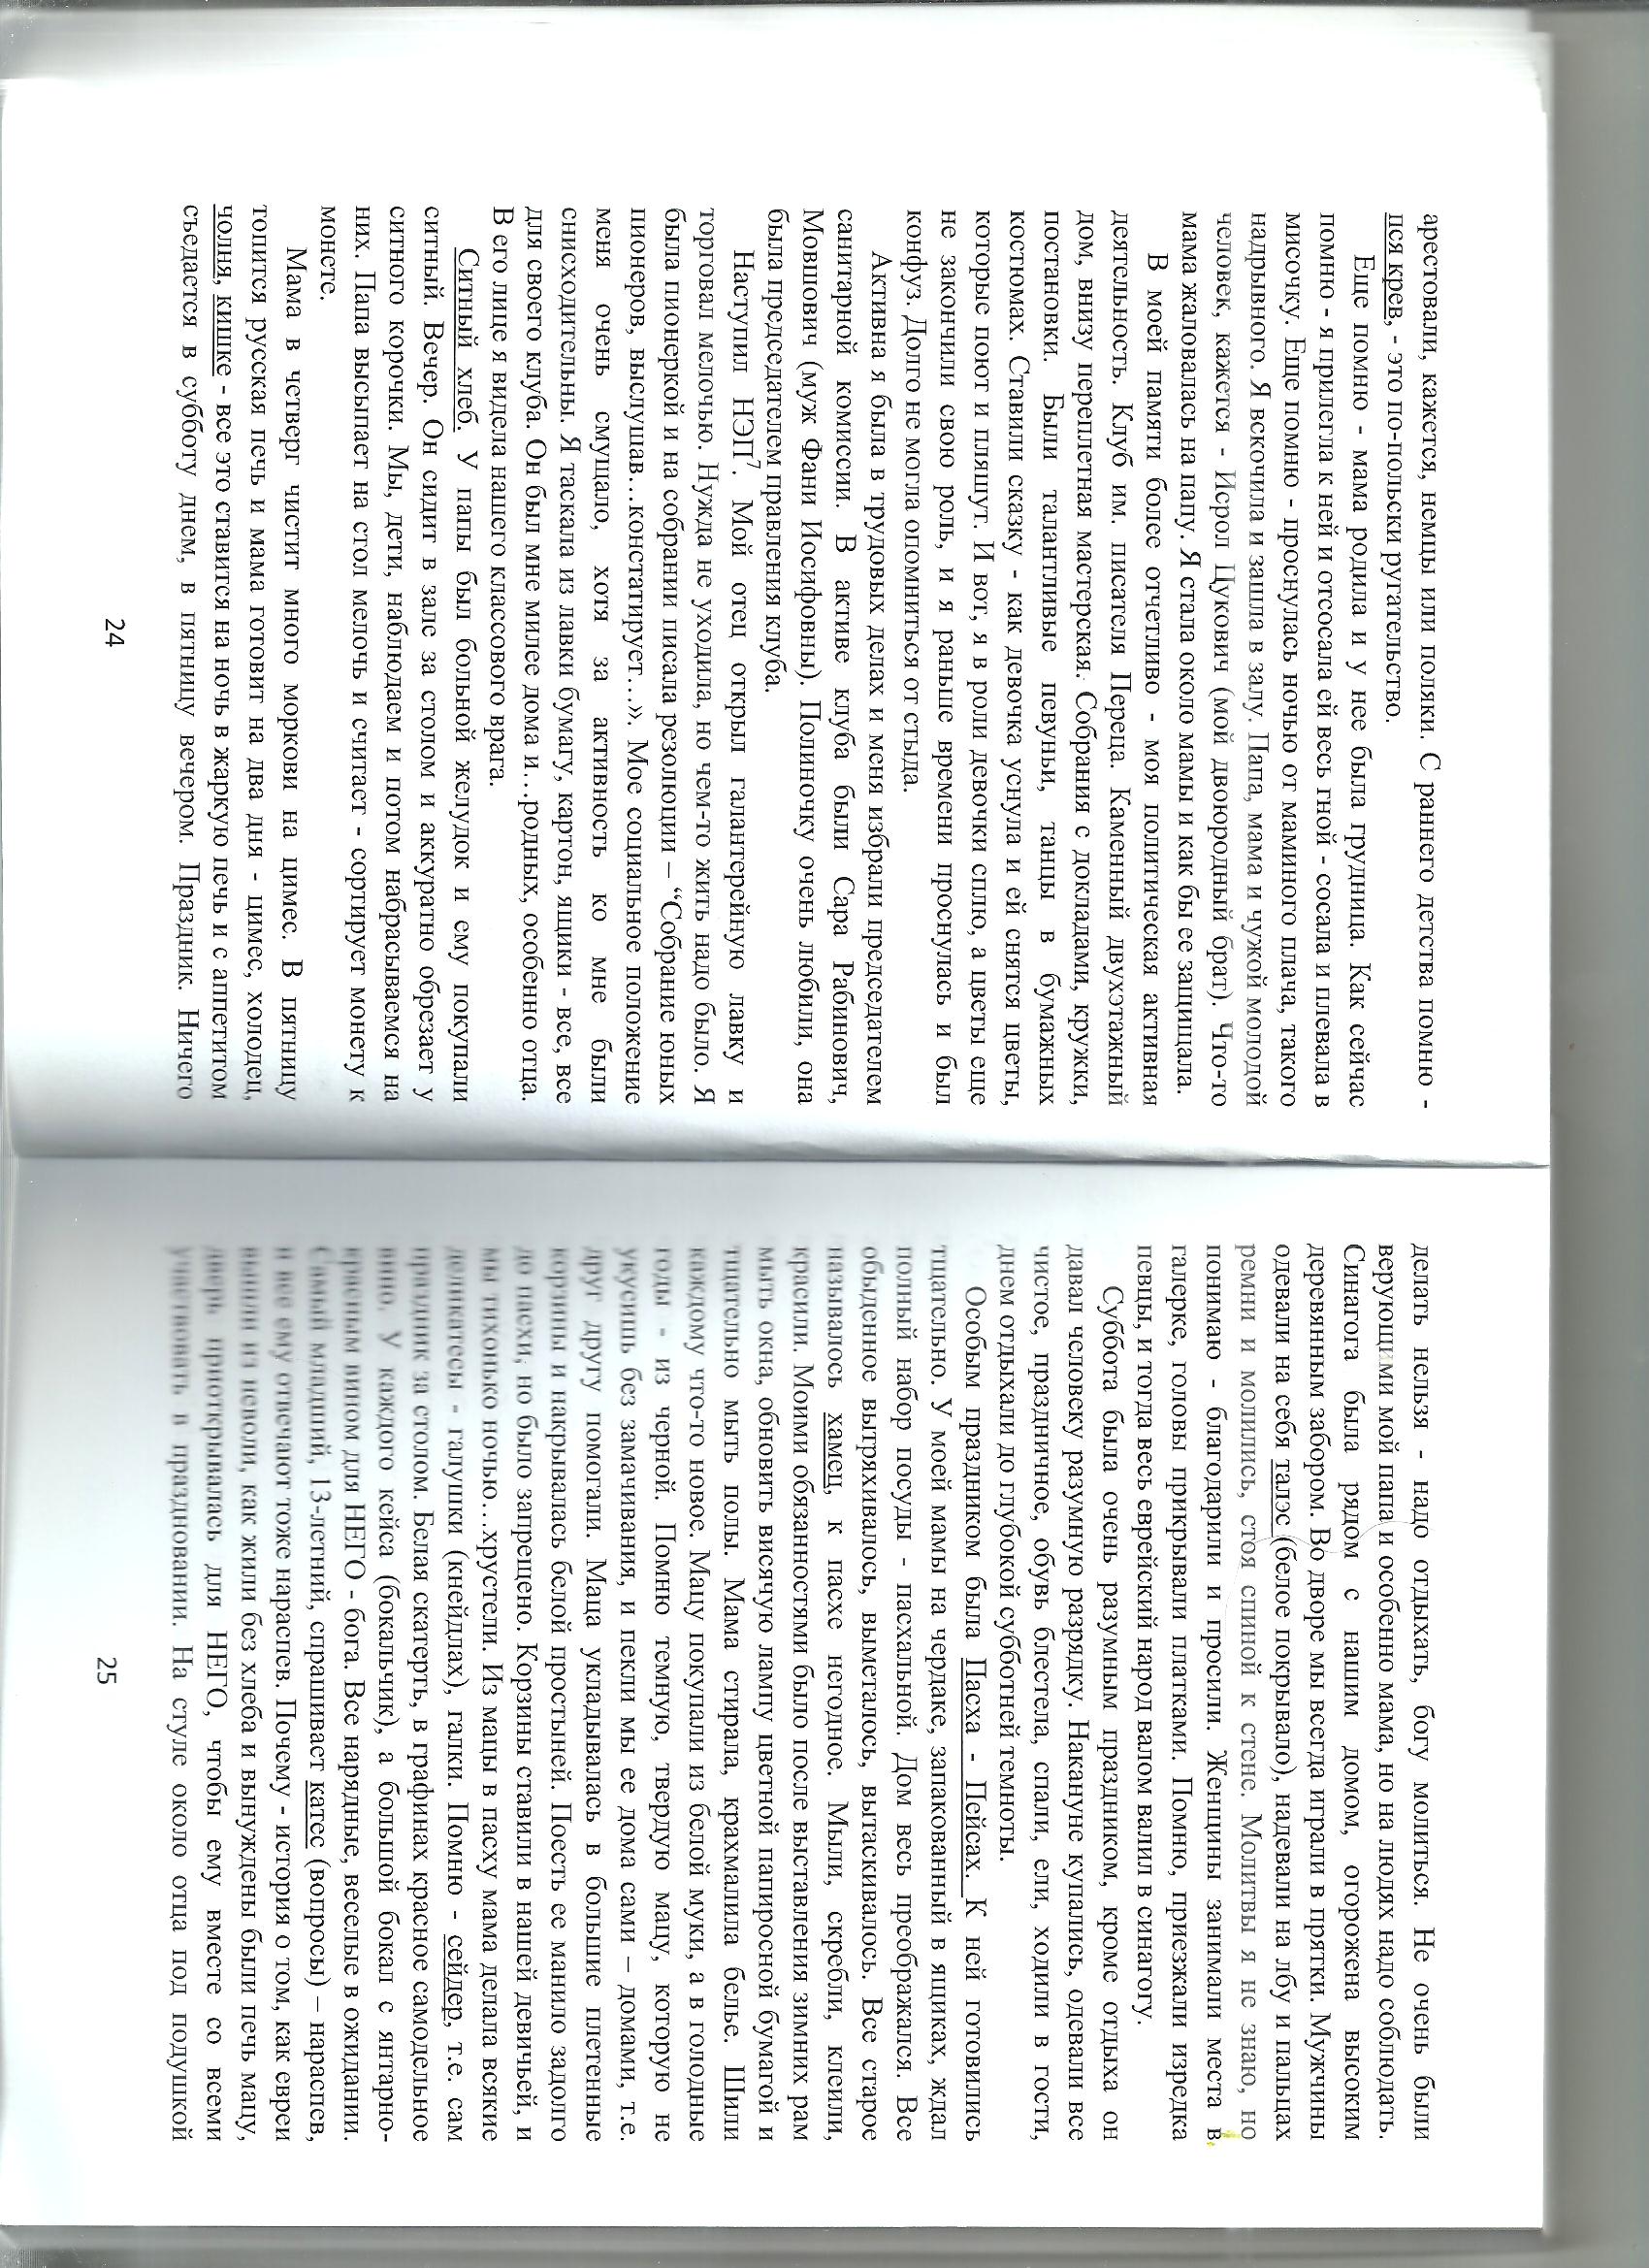 арестовали, кажется, немцы или поляки. С раннего детства помню -
пся крев, - это по-польски ругательство.
Еще помню - мама родила и у нее была грудница. Как сейчас
помню - я прилегла к ней и отсосала ей весь гной - сосала и плевала в
мисочку. Еще помню - проснулась ночью от маминого плача, такого
надрывного. Я вскочила и зашла в залу. Папа, мама и чужой молодой
человек, кажется - Исрол Цукович (мой двоюродный брат). Что-то
мама жаловалась на папу. Я стала около мамы и как бы ее защищала.
В моей памяти более отчетливо - моя политическая активная
деятельность. Клуб им. писателя Переца. Каменный двухэтажный
дом, внизу переплетная мастерская. Собрания с докладами, кружки,
постановки. Были талантливые певуньи, танцы в бумажных
костюмах. Ставили сказку - как девочка уснула и ей снятся цветы,
которые поют и пляшут. И вот, я в роли девочки сплю, а цветы еще
не закончили свою роль, и я раньше времени проснулась и был
конфуз. Долго не могла опомниться от стыда.
Активна я была в трудовых делах и меня избрали председателем
санитарной комиссии. В активе клуба были Сара Рабинович,
Мовшович (муж Фани Иосифовны). Полиночку очень любили, она
была председателем правления клуба.
Наступил НЭП⁷. Мой отец открыл галантерейную лавку и
торговал мелочью. Нужда не уходила, но чем-то жить надо было. Я
была пионеркой и на собрании писала резолюции – “Собрание юных
пионеров, выслушав…констатирует…». Мое социальное положение
меня очень смущало, хотя за активность ко мне были
снисходительны. Я таскала из лавки бумагу, картон, ящики - все, все
для своего клуба. Он был мне милее дома и…родных, особенно отца.
В его лице я видела нашего классового врага.
Ситный хлеб. У папы был больной желудок и ему покупали
ситный. Вечер. Он сидит в зале за столом и аккуратно обрезает у
ситного корочки. Мы, дети, наблюдаем и потом набрасываемся на
них. Папа высыпает на стол мелочь и считает - сортирует монету к
монете.
Мама в четверг чистит много моркови на цимес. В пятницу
топится русская печь и мама готовит на два дня - цимес, холодец,
чолня, кишке - все это ставится на ночь в жаркую печь и с аппетитом
съедается в субботу днем, в пятницу вечером. Праздник. Ничего
24
делать нельзя - надо отдыхать, богу молиться. Не очень были
верующими мой папа и особенно мама, но на людях надо соблюдать.
Синагога была рядом с нашим домом, огорожена высоким
деревянным забором. Во дворе мы всегда играли в прятки. Мужчины
одевали на себя талэс (белое покрывало), надевали на лбу и пальцах
ремни и молились, стоя спиной к стене. Молитвы я не знаю, но
понимаю - благодарили и просили. Женщины занимали места в
галерке, головы прикрывали платками. Помню, приезжали изредка
певцы, и тогда весь еврейский народ валом валил в синагогу.
Суббота была очень разумным праздником, кроме отдыха он
давал человеку разумную разрядку. Накануне купались, одевали все
чистое, праздничное, обувь блестела, спали, ели, ходили в гости,
днем отдыхали до глубокой субботней темноты.
Особым праздником была Пасха - Пейсах. К ней готовились
тщательно. У моей мамы на чердаке, запакованный в ящиках, ждал
полный набор посуды - пасхальной. Дом весь преображался. Все
обыденное вытряхивалось, выметалось, вытаскивалось. Все старое
называлось хамец, к пасхе негодное. Мыли, скребли, клеили,
красили. Моими обязанностями было после выставления зимних рам
мыть окна, обновить висячую лампу цветной папиросной бумагой и
тщательно мыть полы. Мама стирала, крахмалила белье. Шили
каждому что-то новое. Мацу покупали из белой муки, а в голодные
годы - из черной. Помню темную, твердую мацу, которую не
укусишь без замачивания, и пекли мы ее дома сами – домами, т.е.
друг другу помогали. Маца укладывалась в большие плетенные
корзины и накрывалась белой простыней. Поесть ее манило задолго
до пасхи, но было запрещено. Корзины ставили в нашей девичьей, и
мы тихонько ночью…хрустели. Из мацы в пасху мама делала всякие
деликатесы - галушки (кнейдлах), галки. Помню - сейдер, т.е. сам
праздник за столом. Белая скатерть, в графинах красное самодельное
вино. У каждого кейса (бокальчик), а большой бокал с янтарно-
красным вином для НЕГО - бога. Все нарядные, веселые в ожидании.
Самый младший, 13-летний, спрашивает катес (вопросы) – нараспев,
и все ему отвечают тоже нараспев. Почему - история о том, как евреи
вышли из неволи, как жили без хлеба и вынуждены были печь мацу,
дверь приоткрывалась для НЕГО, чтобы ему вместе со всеми
участвовать в праздновании. На стуле около отца под подушкой
25